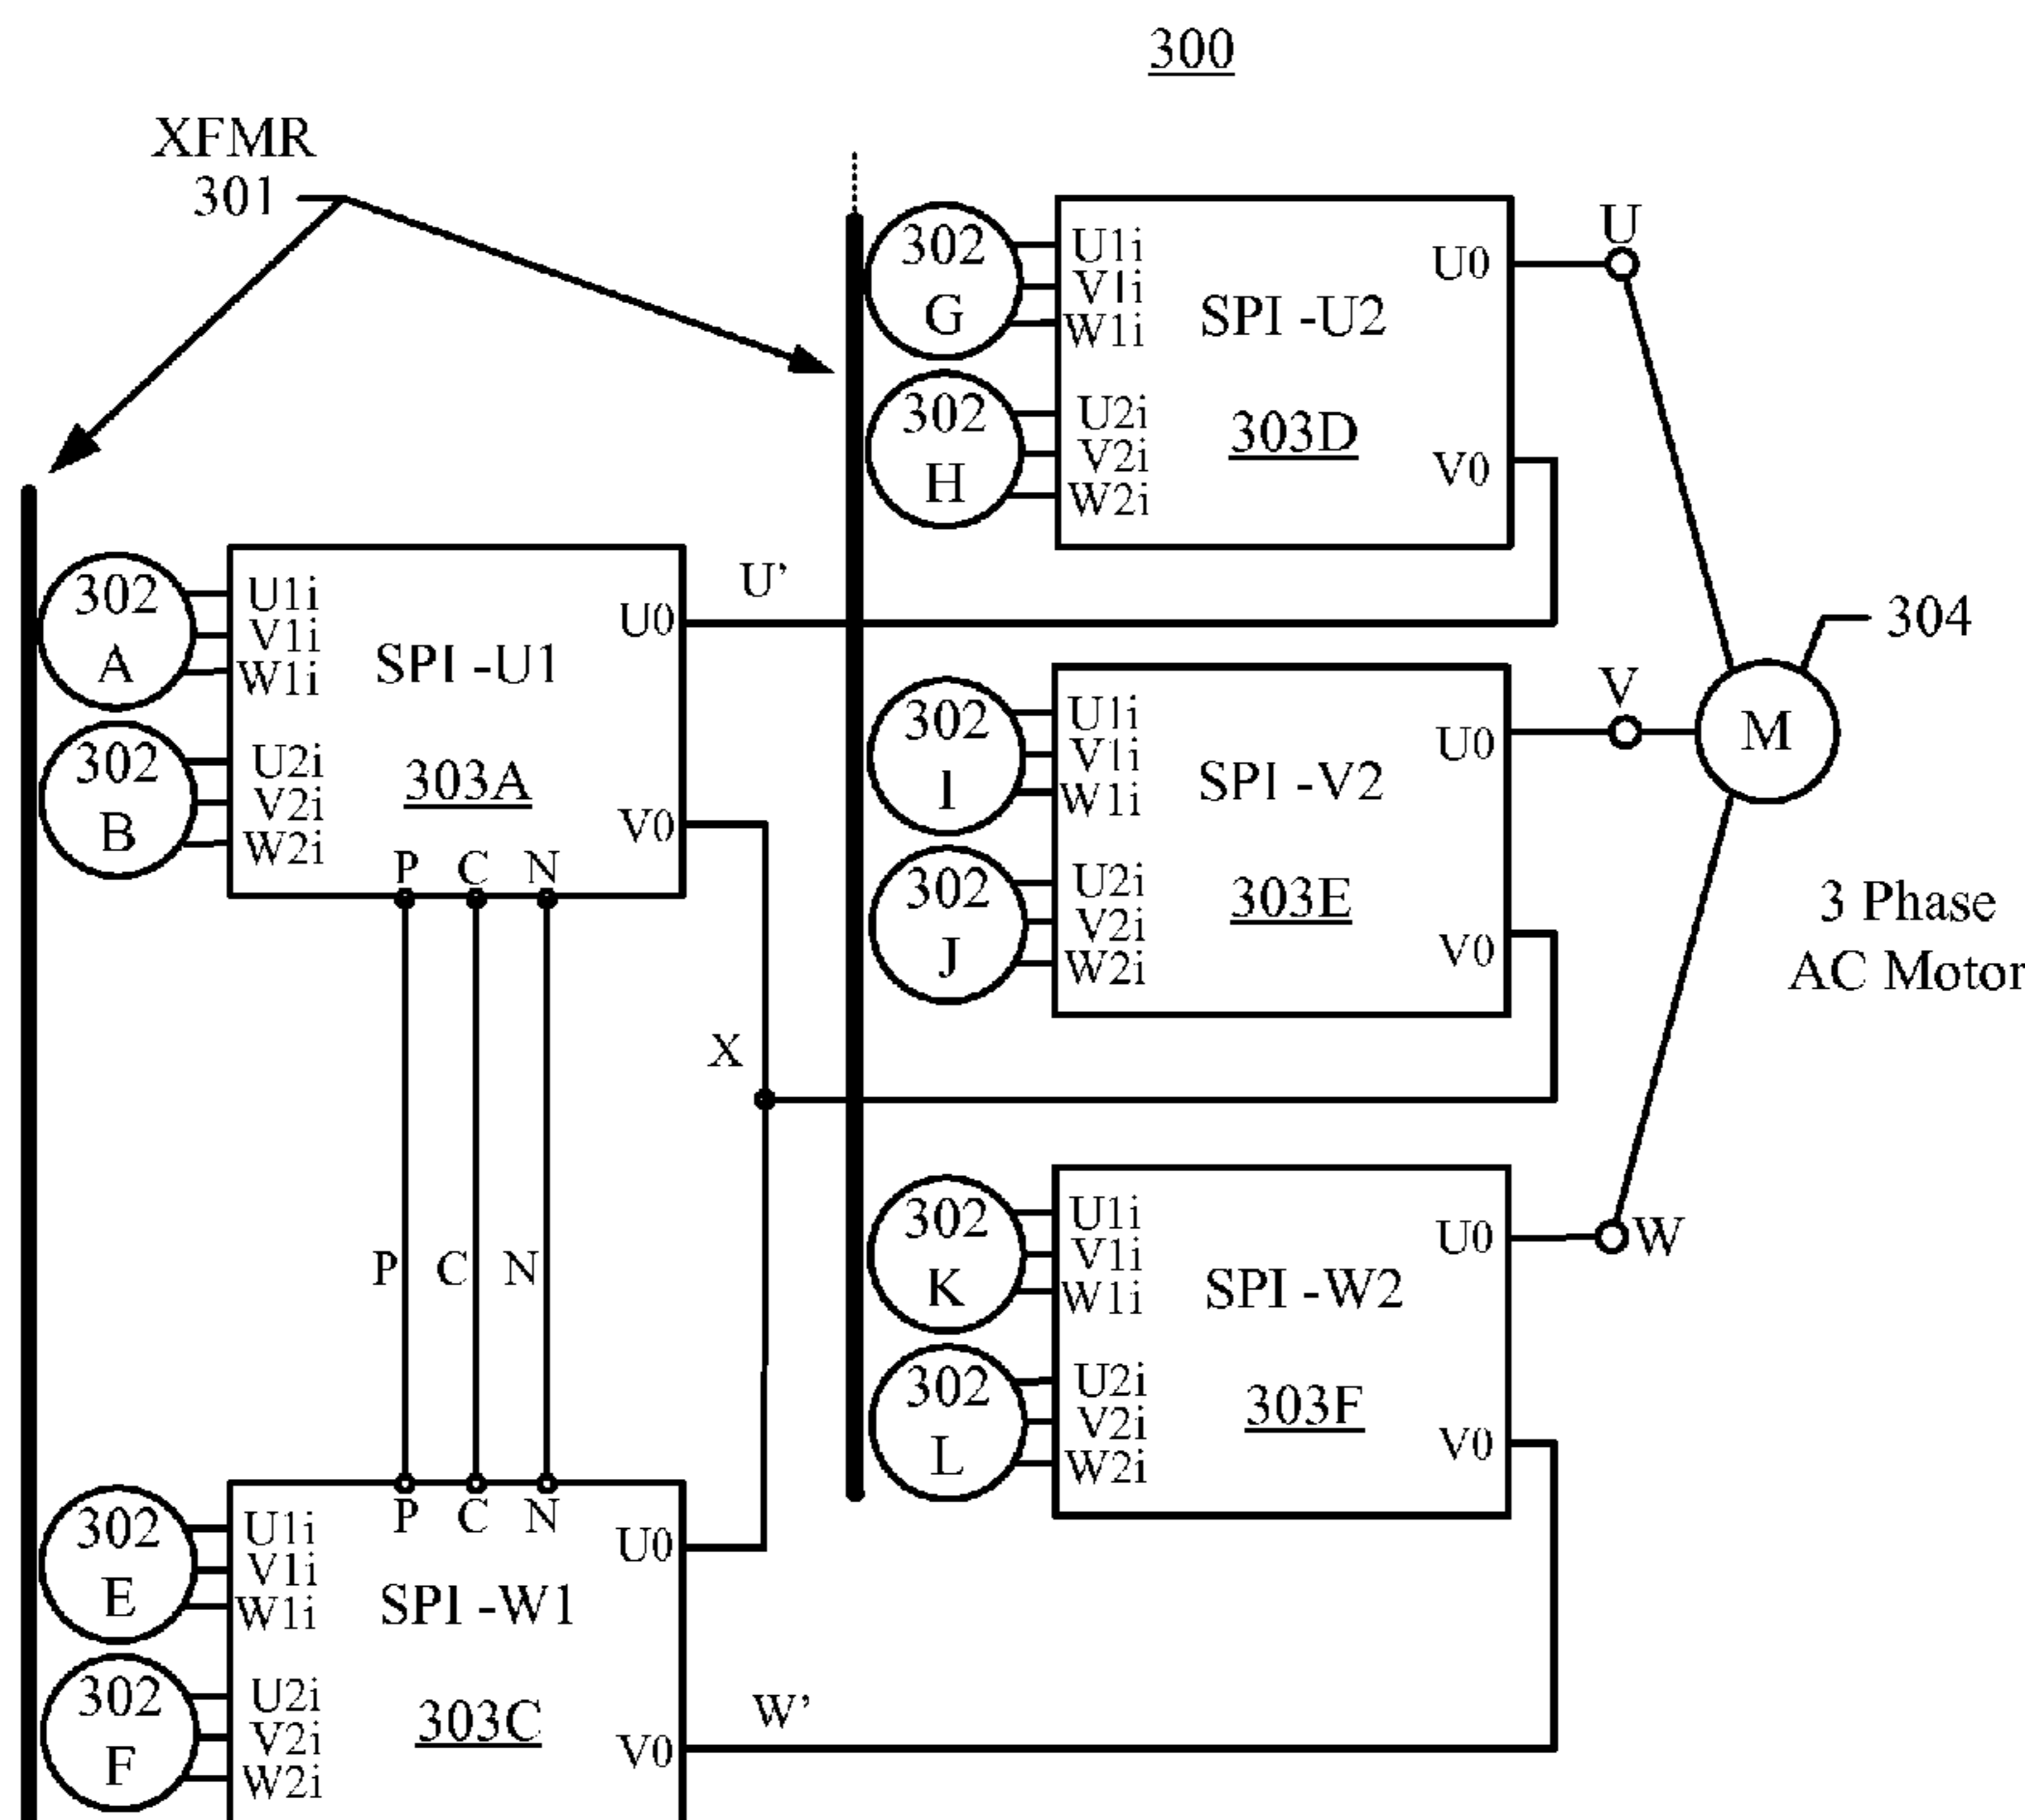 300
XFMR
301
302
G
U1i
V1i
W1i
302
H
U2i
V2i
W2i
SPI -U2
303D
U0
V0
U
302
A
U1i
V1i
W1i
302
B
U2i
V2i
W2i
SPI -U1
303A
U0
V0
P C N
U'
302
I
U1i
V1i
W1i
302
J
U2i
V2i
W2i
SPI -V2
303E
U0
V0
V
M
304
3 Phase
AC Motor
X
P C N
302
K
U1i
V1i
W1i
302
L
U2i
V2i
W2i
SPI -W2
303F
U0
V0
W
302
E
U1i
V1i
W1i
302
F
U2i
V2i
W2i
P C N
SPI -W1
303C
U0
V0
W'